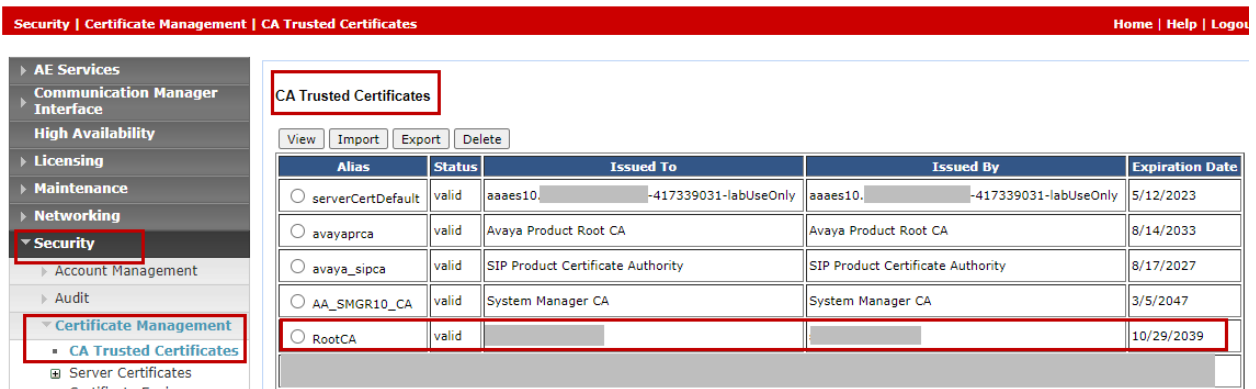 Security | Certificate Management | CA Trusted Certificates Home | Help | Logou
AE Services
Communication Manager
Interface
High Availability
Licensing
Maintenance
Networking
Security
Account Management
Audit
Certificate Management
CA Trusted Certificates
Server Certificates
CA Trusted Certificates
View Import Export Delete
Alias Status Issued To Issued By Expiration Date
serverCertDefault valid aaaes10. -417339031-labUseOnly aaaes10. -417339031-labUseOnly 5/12/2023
avayaprca valid Avaya Product Root CA Avaya Product Root CA 8/14/2033
avaya_sipca valid SIP Product Certificate Authority SIP Product Certificate Authority 8/17/2027
AA_SMGR10_CA valid System Manager CA System Manager CA 3/5/2047
RootCA valid 10/29/2039